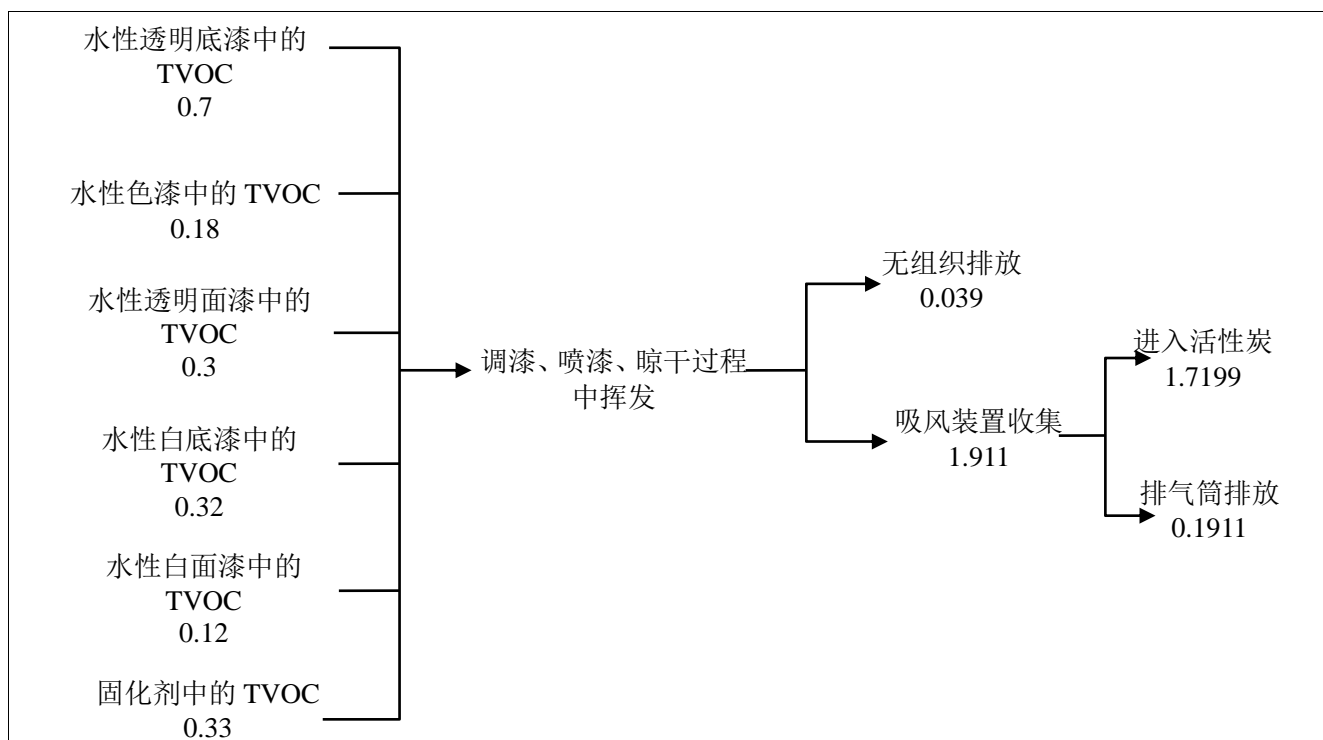 水性透明底漆中的
TVOC
0.7
水性色漆中的 TVOC
0.18
水性透明面漆中的
TVOC
0.3
水性白底漆中的
TVOC
0.32
水性白面漆中的
TVOC
0.12
固化剂中的 TVOC
0.33
调漆、喷漆、晾干过程
中挥发
无组织排放
0.039
吸风装置收集
1.911
进入活性炭
1.7199
排气筒排放
0.1911